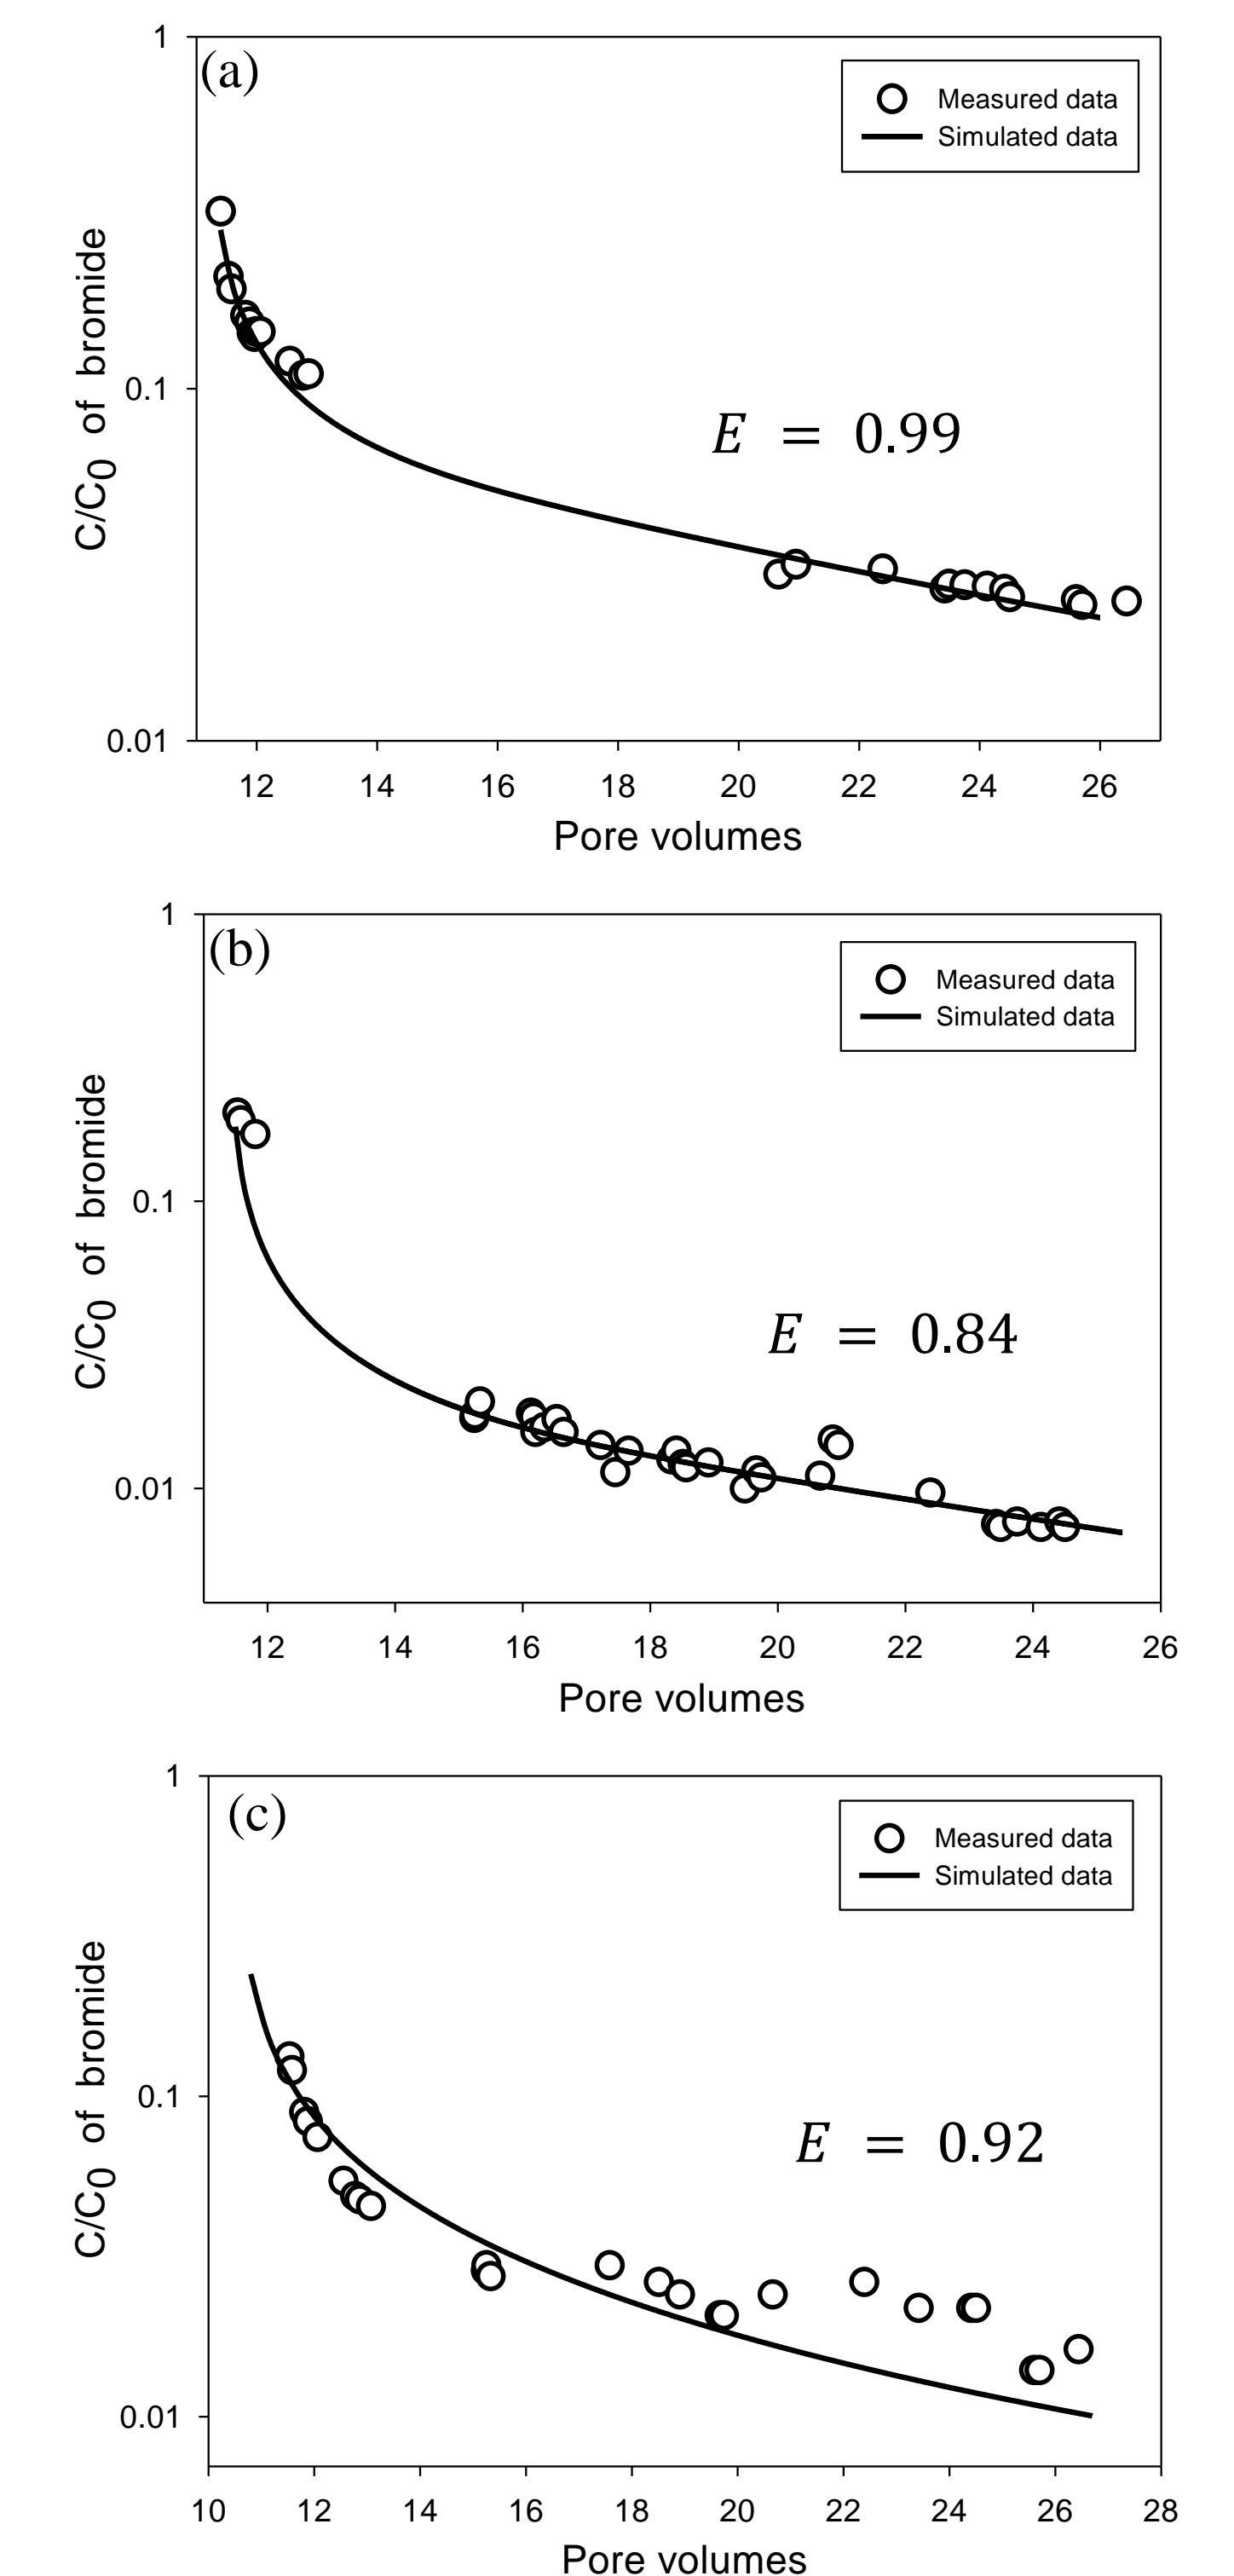 (a)
Measured data
Simulated data
1
0.1
0.01
C/C0 of bromide
E = 0.99
12 14 16 18 20 22 24 26
Pore volumes
(b)
Measured data
Simulated data
1
0.1
0.01
C/C0 of bromide
E = 0.84
12 14 16 18 20 22 24 26
Pore volumes
(c)
Measured data
Simulated data
1
0.1
0.01
C/C0 of bromide
E = 0.92
10 12 14 16 18 20 22 24 26 28
Pore volumes